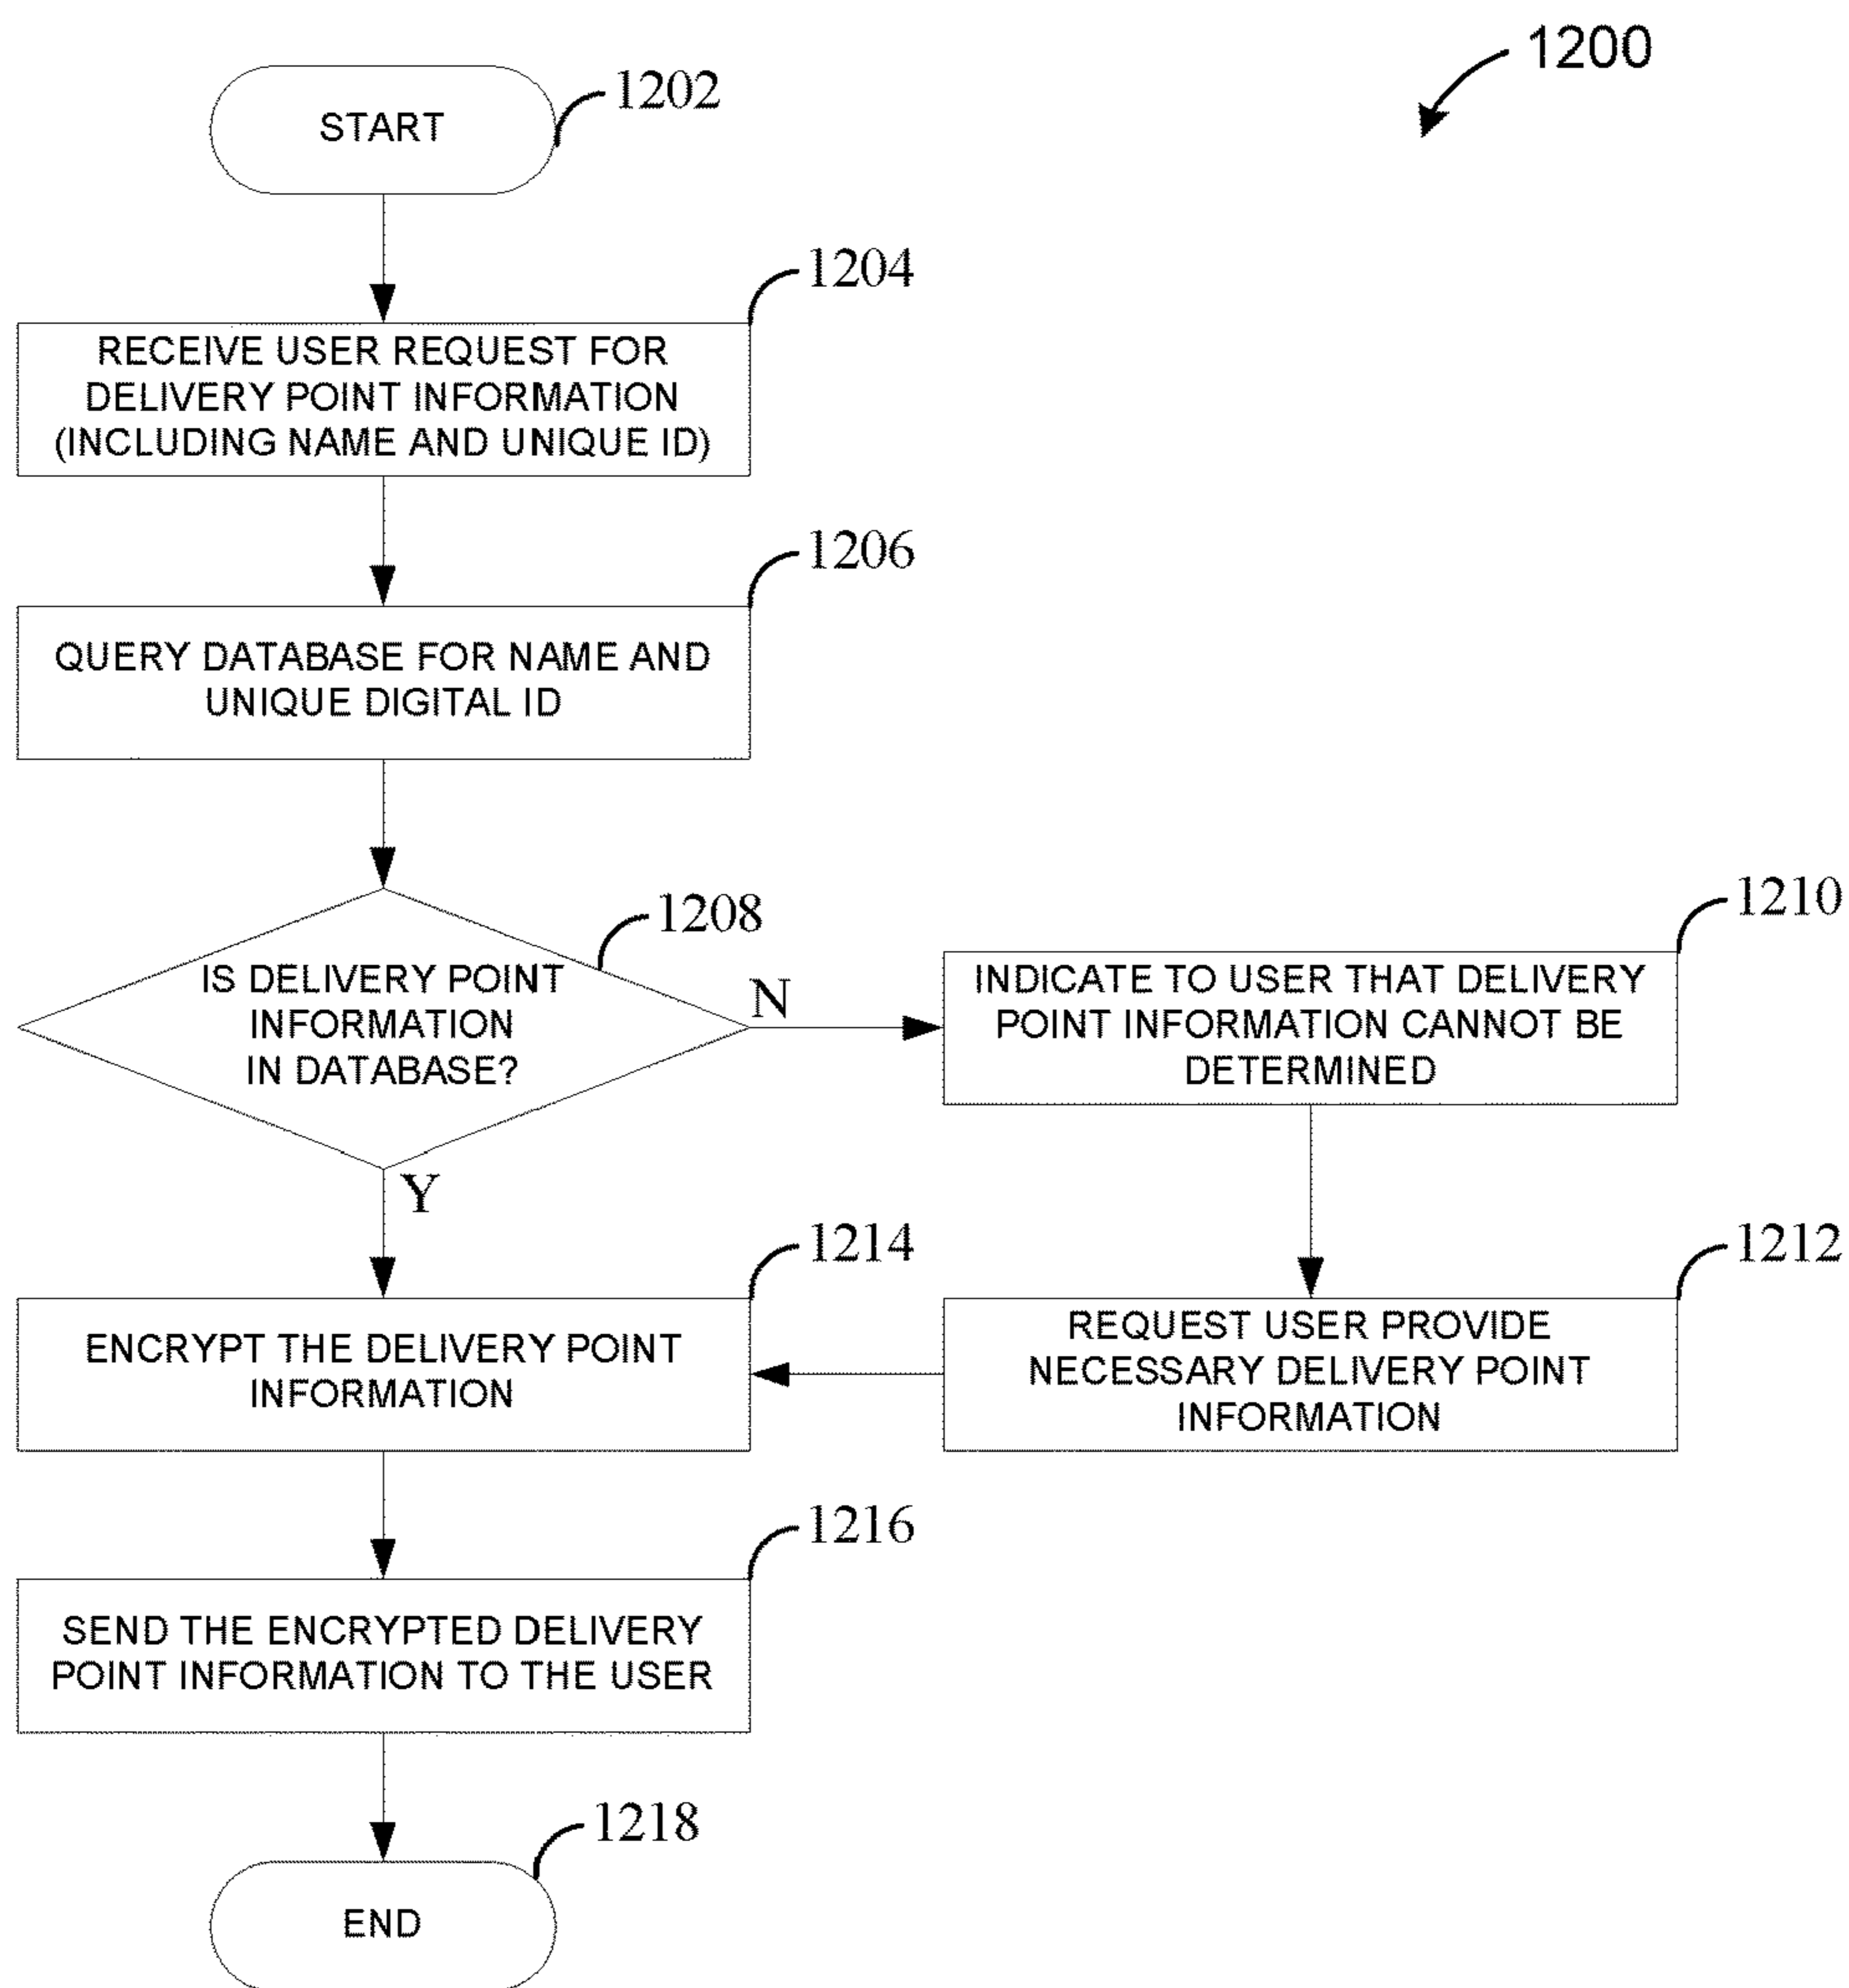 1200
START
1202
1204
RECEIVE USER REQUEST FOR
DELIVERY POINT INFORMATION
(INCLUDING NAME AND UNIQUE ID)
1206
QUERY DATABASE FOR NAME AND
UNIQUE DIGITAL ID
1208
IS DELIVERY POINT
INFORMATION
IN DATABASE?
N
Y
1210
INDICATE TO USER THAT DELIVERY
POINT INFORMATION CANNOT BE
DETERMINED
1212
REQUEST USER PROVIDE
NECESSARY DELIVERY POINT
INFORMATION
1214
ENCRYPT THE DELIVERY POINT
INFORMATION
1216
SEND THE ENCRYPTED DELIVERY
POINT INFORMATION TO THE USER
1218
END